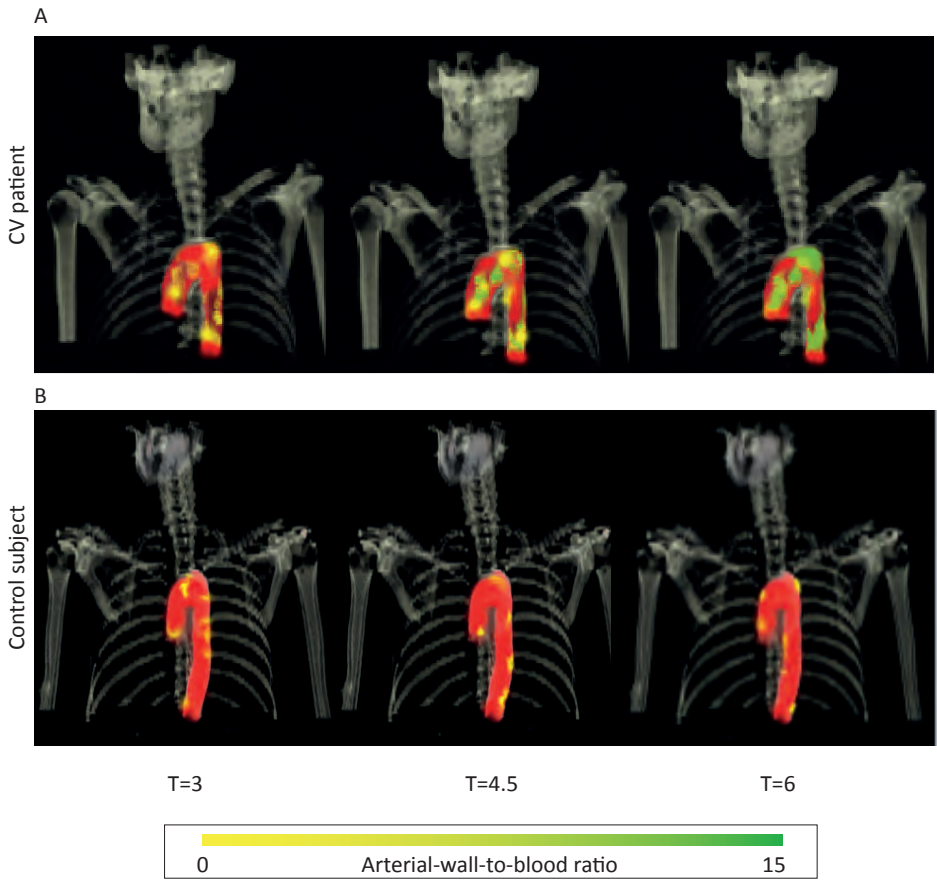 A
CV patient
B
Control subject
T=3 T=4.5 T=6
0 Arterial-wall-to-blood ratio 15